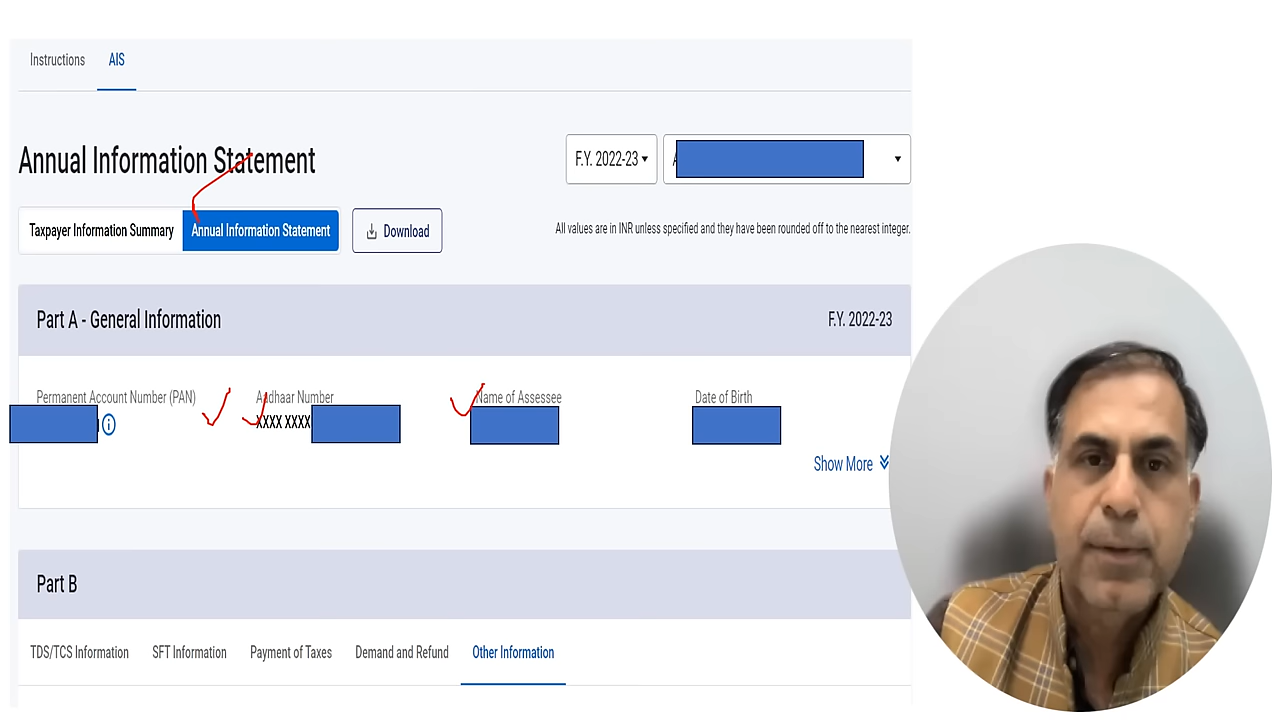 Instructions AIS
Annual Information Statement
F.Y. 2022-23
Taxpayer Information Summary Annual Information Statement Download
All values are in INR unless specified and they have been rounded off to the nearest integer.
Part A - General Information F.Y. 2022-23
Permanent Account Number (PAN) Aadhaar Number Name of Assessee Date of Birth
XXXX XXXX
Show More
Part B
TDS/TCS Information SFT Information Payment of Taxes Demand and Refund Other Information